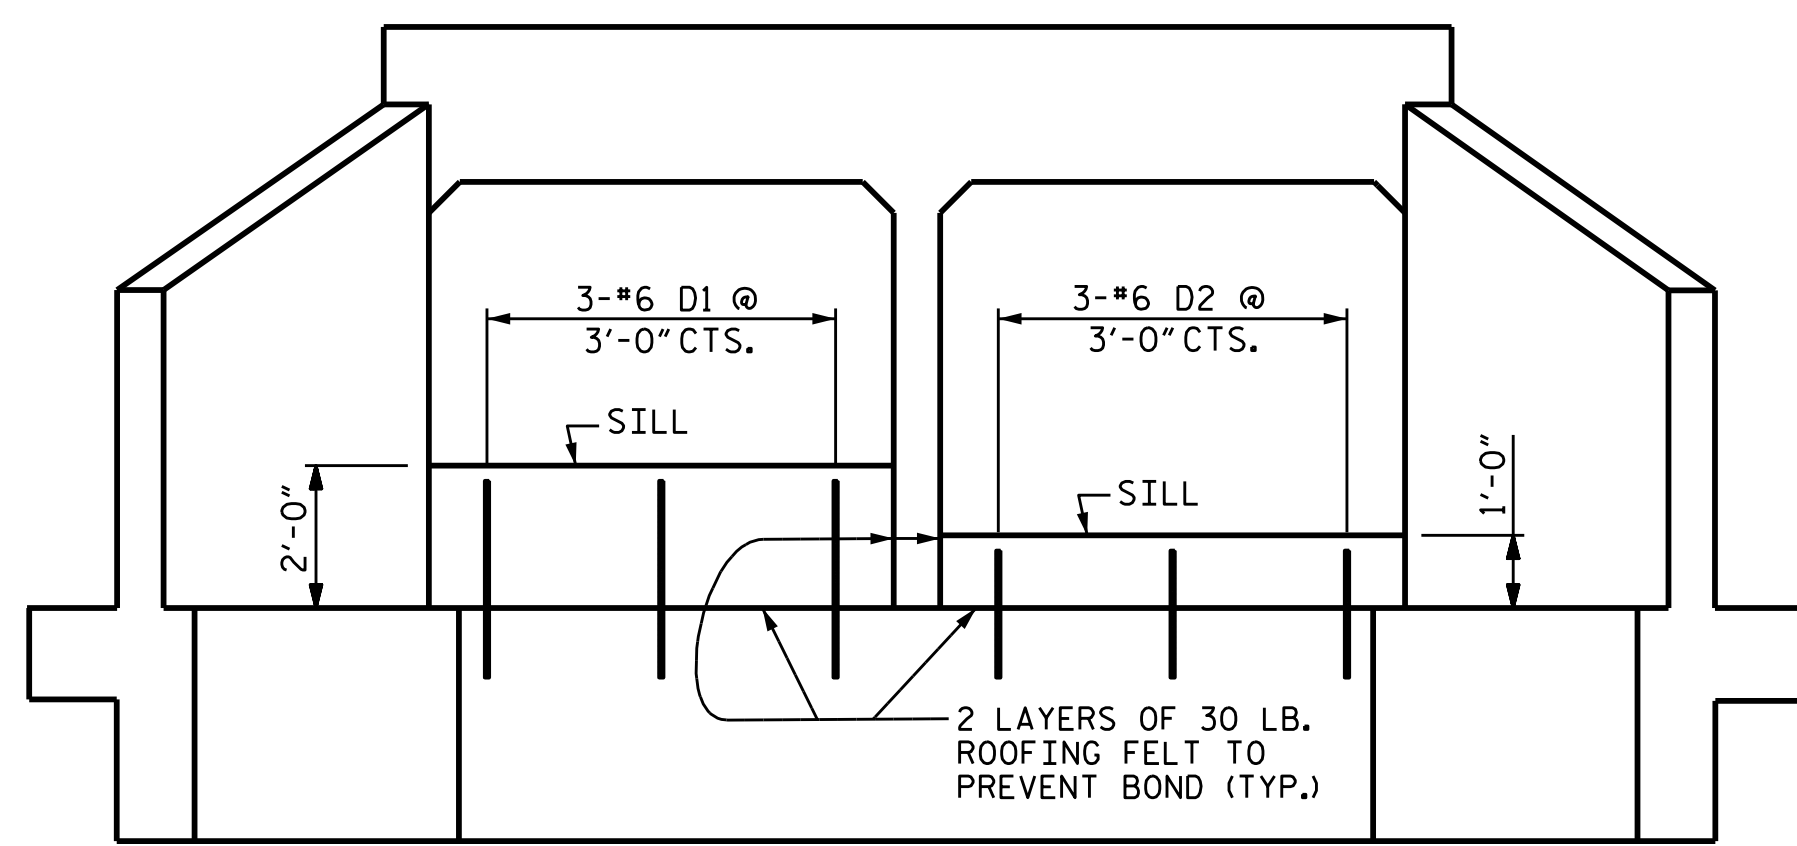 3-#6 D1 @
3'-0" CTS.
3-#6 D2 @
3'-0" CTS.
SILL
SILL
2'-0"
1'-0"
2 LAYERS OF 30 LB.
ROOFING FELT TO
PREVENT BOND (TYP.)